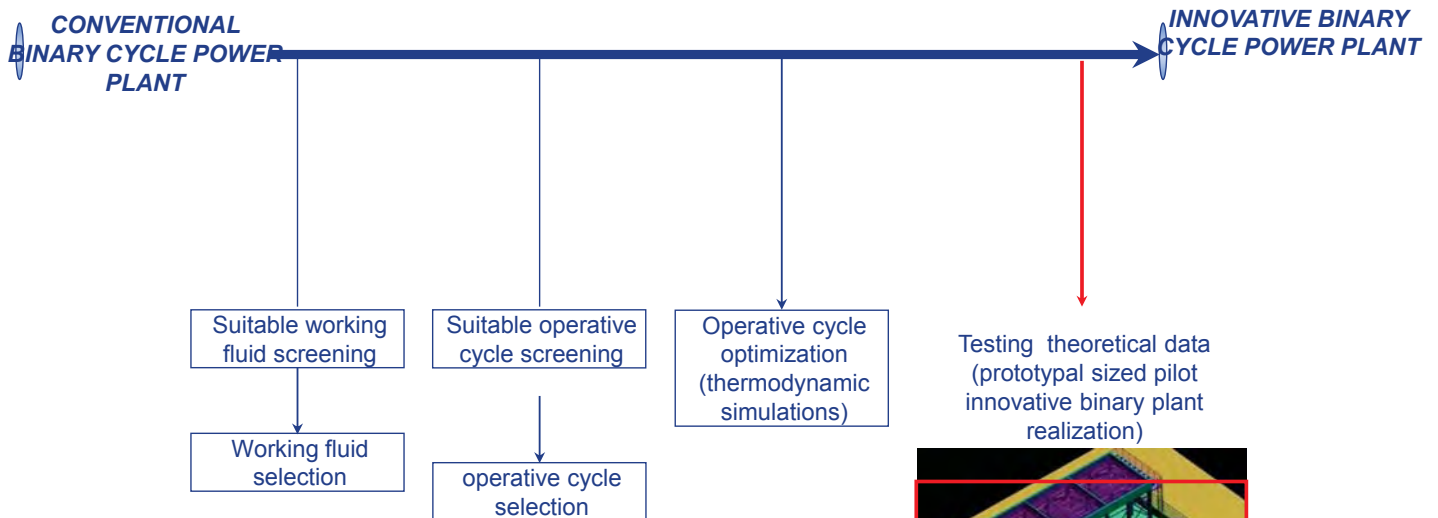 CONVENTIONAL
BINARY CYCLE POWER
PLANT
INNOVATIVE BINARY
CYCLE POWER PLANT
Suitable working
fluid screening
Working fluid
selection
Suitable operative
cycle screening
operative cycle
selection
Operative cycle
optimization
(thermodynamic
simulations)
Testing theoretical data
(prototypal sized pilot
innovative binary plant
realization)